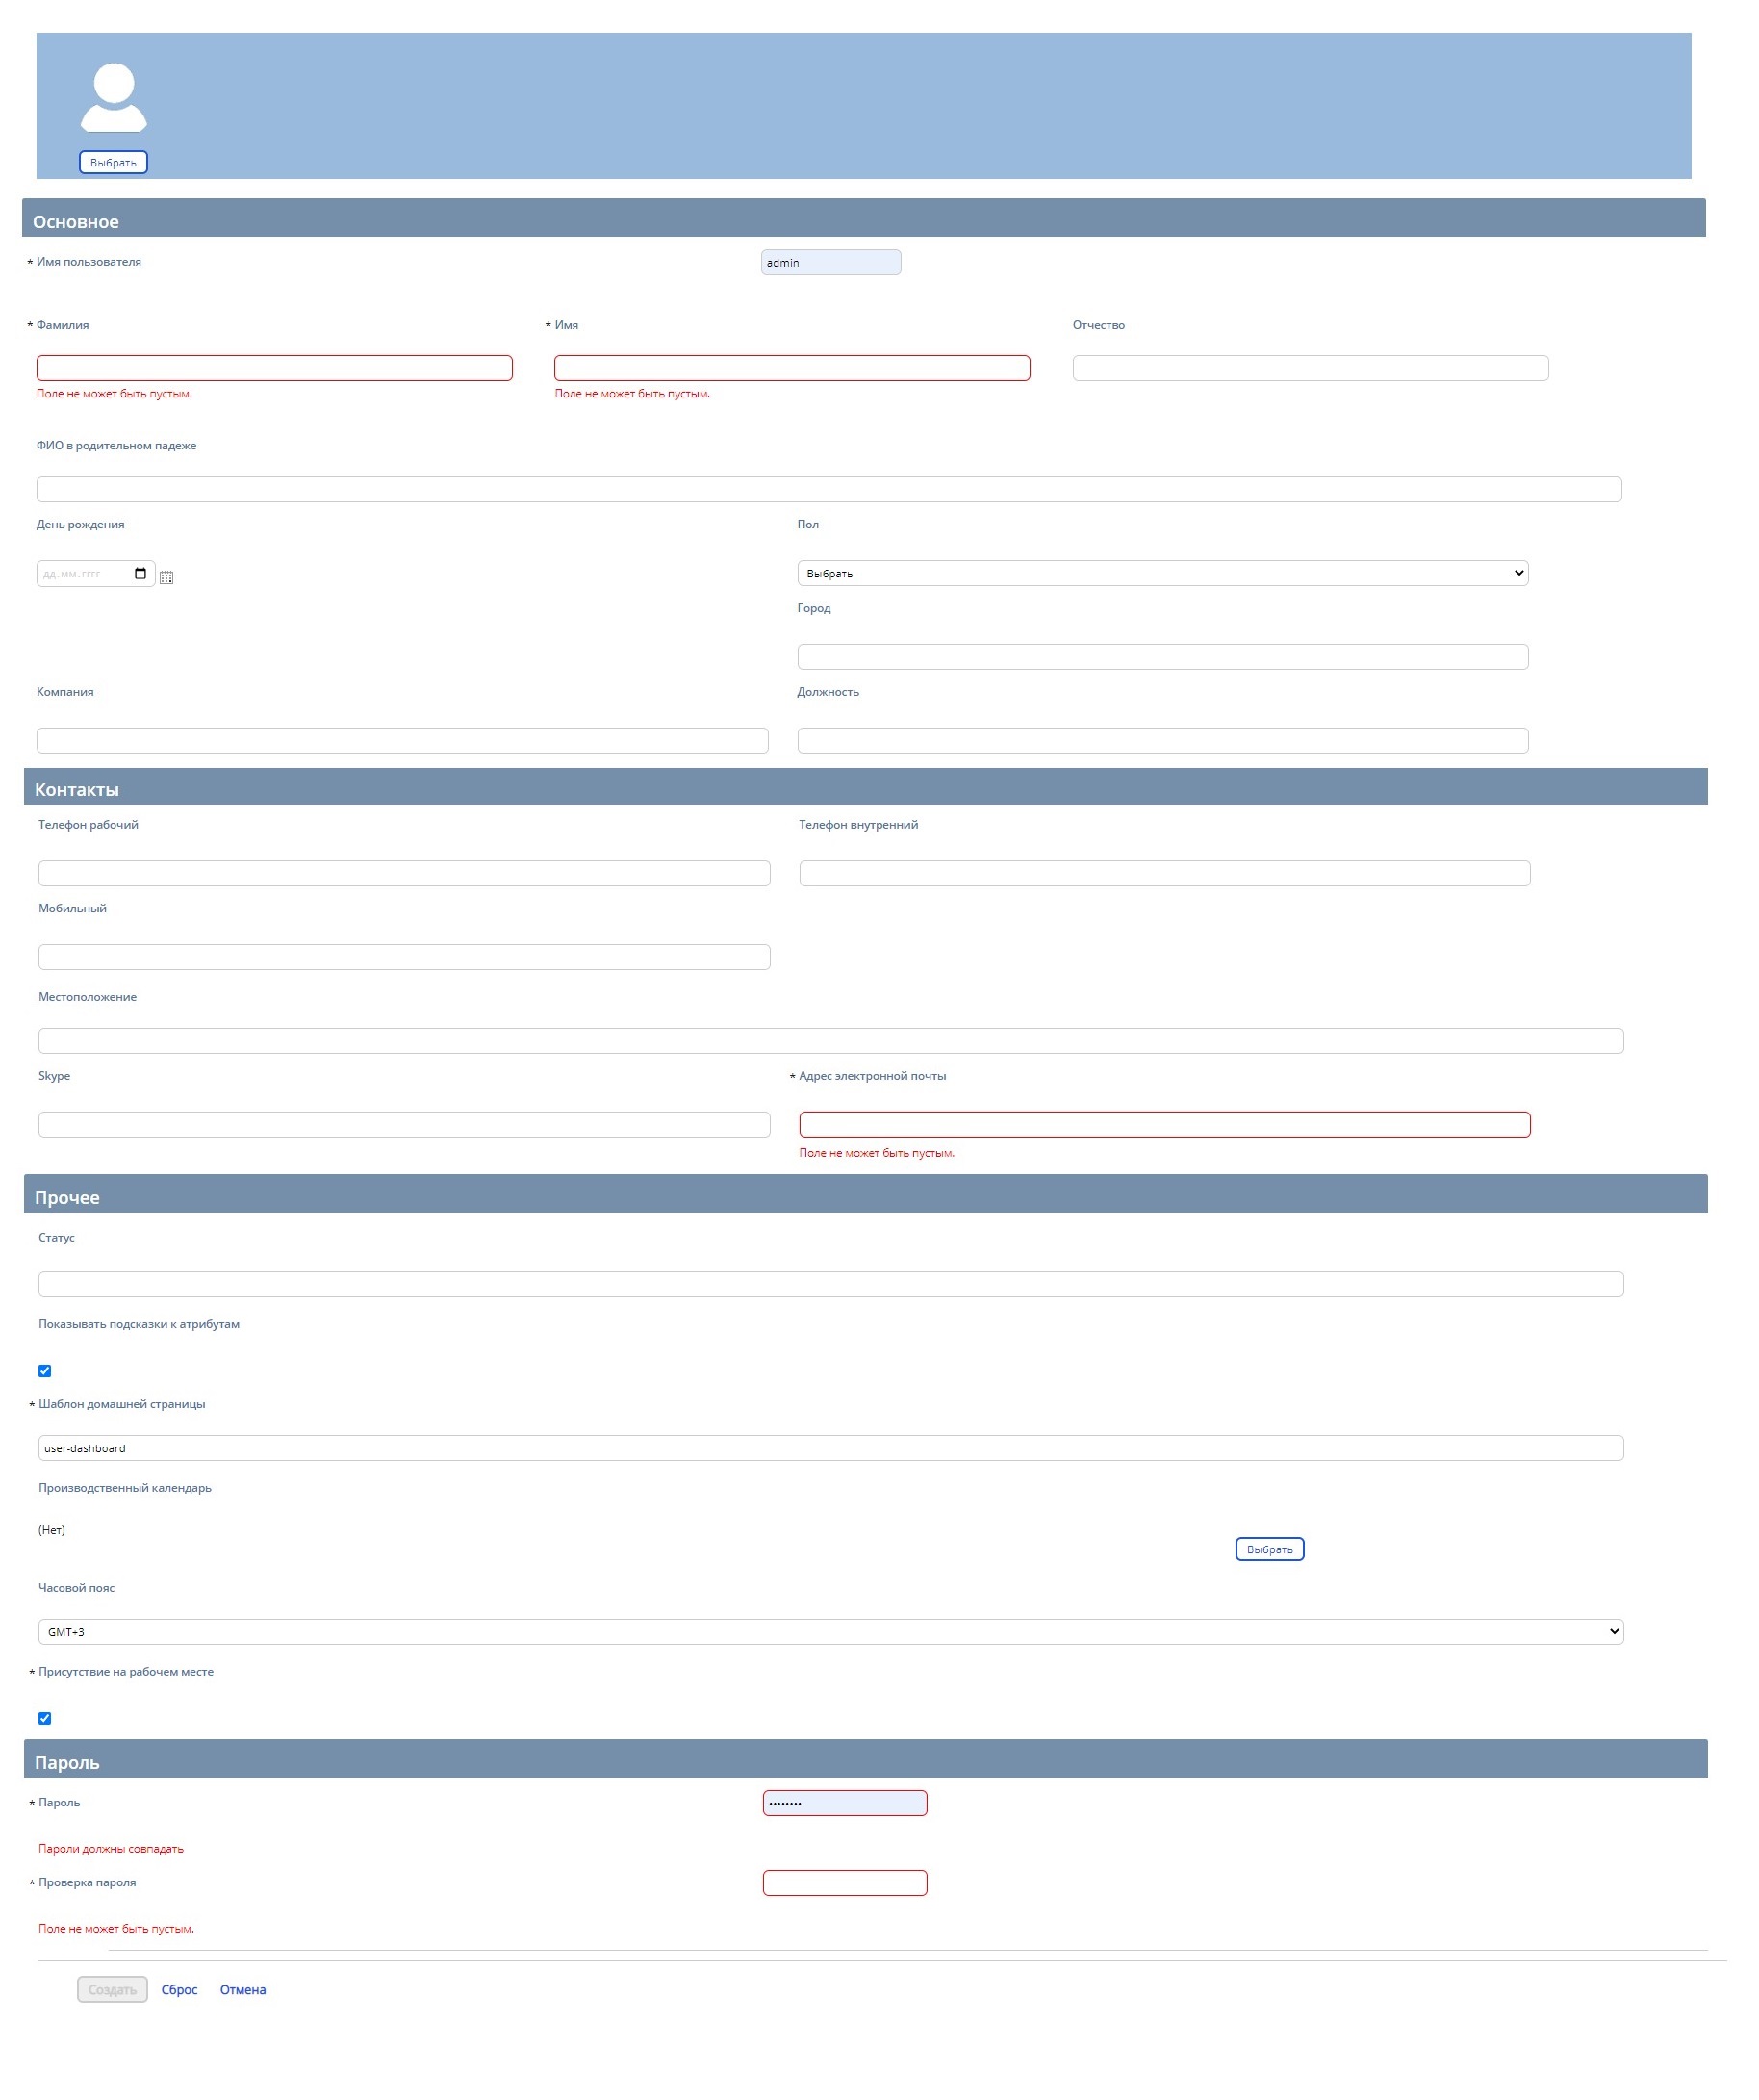 Выбрать
Основное
* Имя пользователя admin
* Фамилия * Имя Отчество
Поле не может быть пустым. Поле не может быть пустым.
ФИО в родительном падеже
День рождения Пол
дд.мм.гггг Выбрать
Город
Компания Должность
Контакты
Телефон рабочий Телефон внутренний
Мобильный
Местоположение
Skype * Адрес электронной почты
Поле не может быть пустым.
Прочее
Статус
Показывать подсказки к атрибутам
* Шаблон домашней страницы
user-dashboard
Производственный календарь
(Нет)
Выбрать
Часовой пояс
GMT+3
* Присутствие на рабочем месте
Пароль
* Пароль ••••••••
Пароли должны совпадать
* Проверка пароля
Поле не может быть пустым.
Создать Сброс Отмена